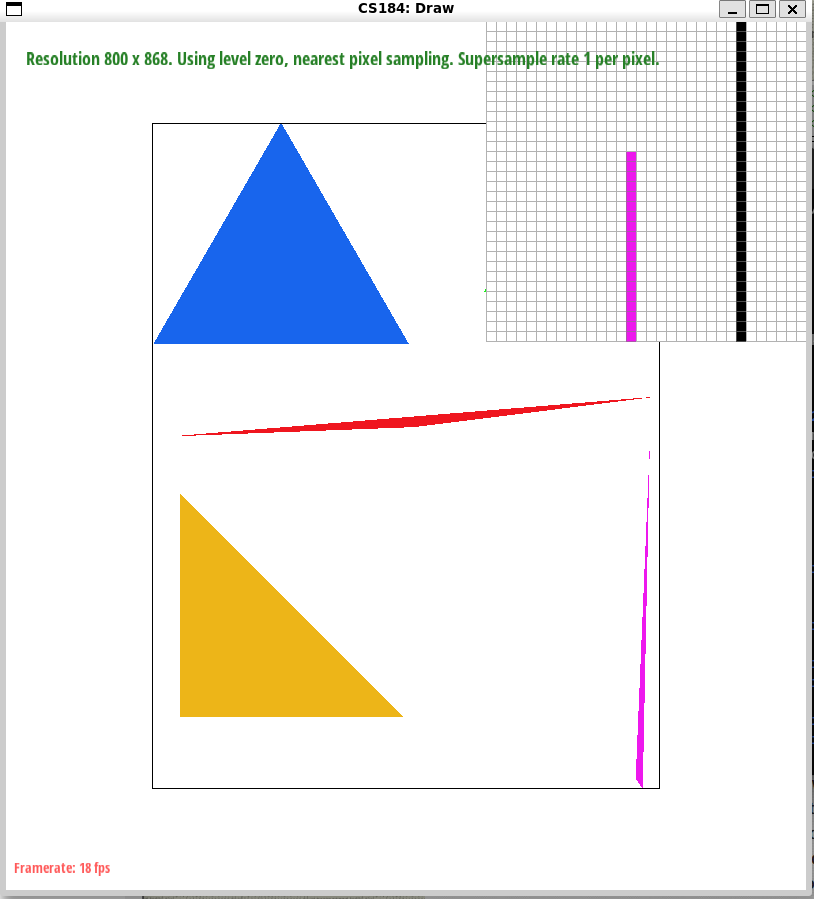 CS184: Draw
Resolution 800 x 868. Using level zero, nearest pixel sampling. Supersample rate 1 per pixel.
Framerate: 18 fps